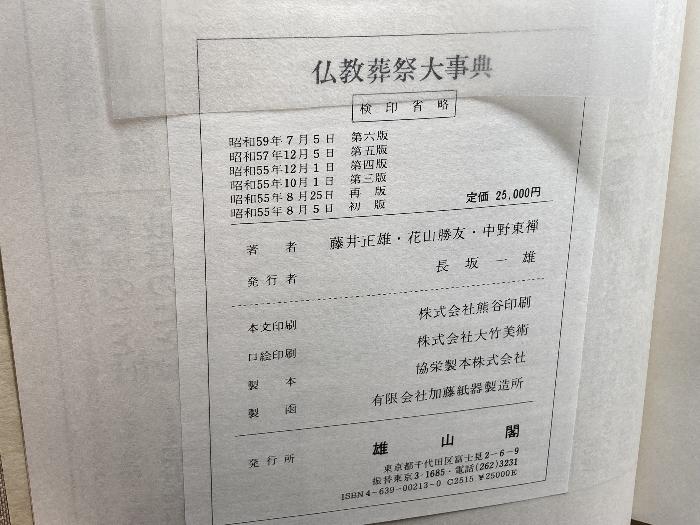 仏教葬祭大事典
検印省略
昭和59年7月5日 第六版
昭和57年12月5日 第五版
昭和55年12月1日 第四版
昭和55年10月1日 第三版
昭和55年8月25日 再版
昭和55年8月5日 初版
定価 25,000円
著者 藤井正雄・花山勝友・中野東禅
発行者 長坂一雄
本文印刷 株式会社熊谷印刷
口絵印刷 株式会社大竹美術
製本 協栄製本株式会社
製函 有限会社加藤紙器製造所
発行所 雄山閣
東京都千代田区富士見2-6-9
振替東京3-1685・電話(262)3231
ISBN4-639-00213-0 C2515 ¥25000E